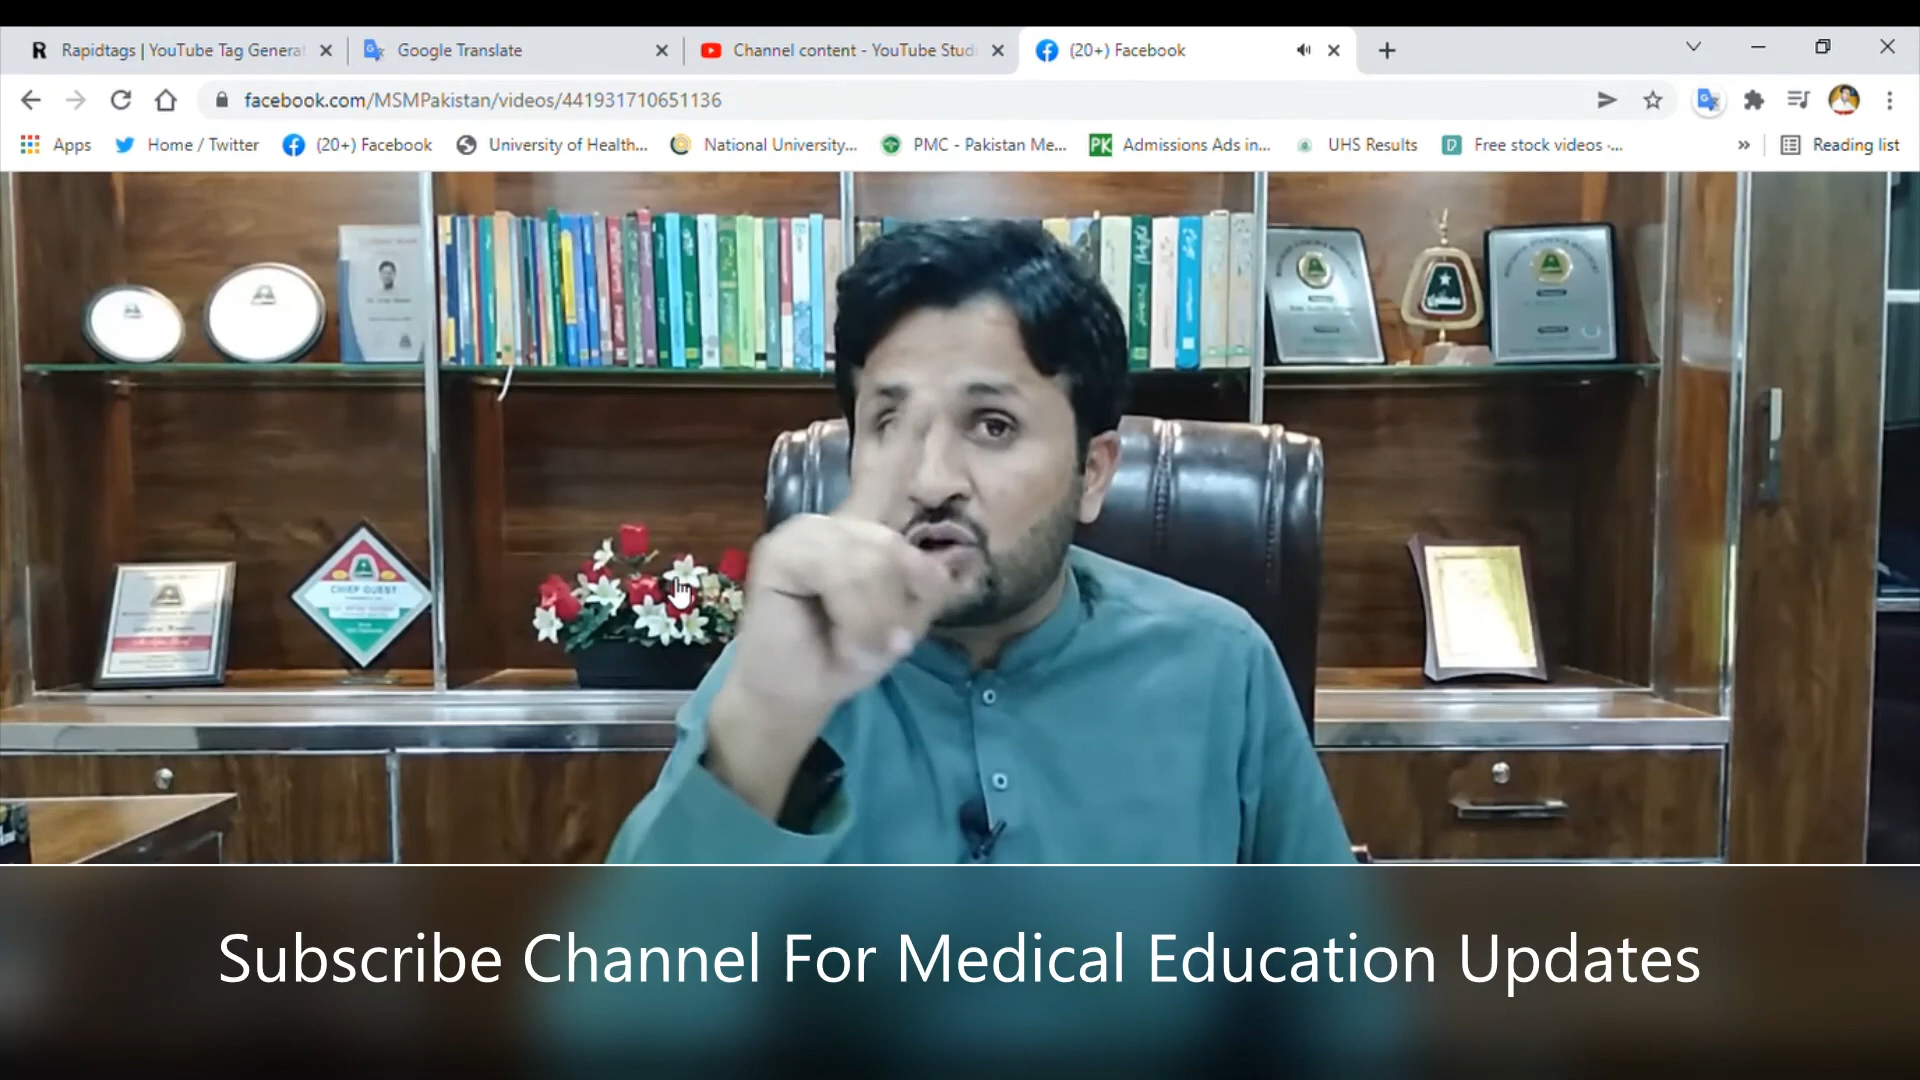 Rapidtags | YouTube Tag Genera
Google Translate
Channel content - YouTube Stud
(20+) Facebook
facebook.com/MSMPakistan/videos/441931710651136
Apps
Home / Twitter
(20+) Facebook
University of Health...
National University...
PMC - Pakistan Me...
Admissions Ads in...
UHS Results
Free stock videos -...
Reading list
CHIEF GUEST
Subscribe Channel For Medical Education Updates